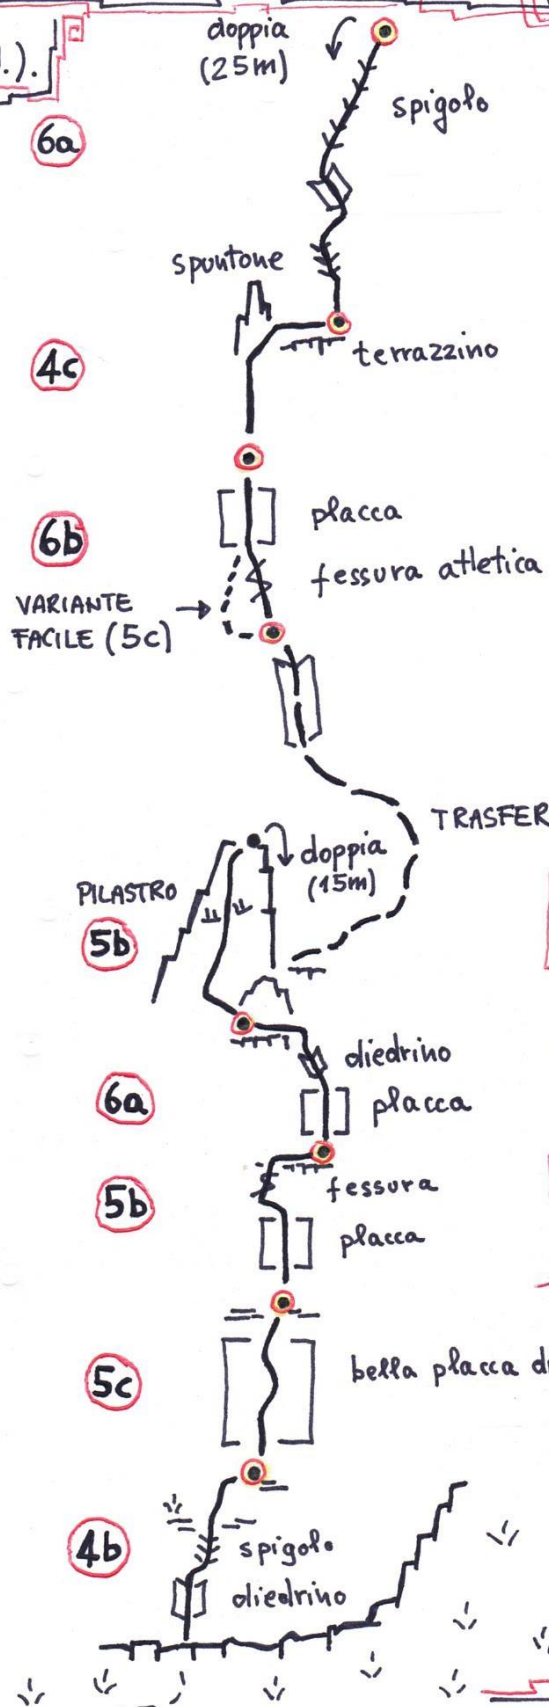 doppia
.).
(25m)
spigolo
6a
spuntone
terrazzino
4c
placca
6b
fessura atletica
VARIANTE
FACILE (5c)
TRASFER
doppia
PILASTRO
(15m)
5b
diedrino
6a
placca
5b
fessura
placca
5c
bella placca d
4b
spigolo
diedrino